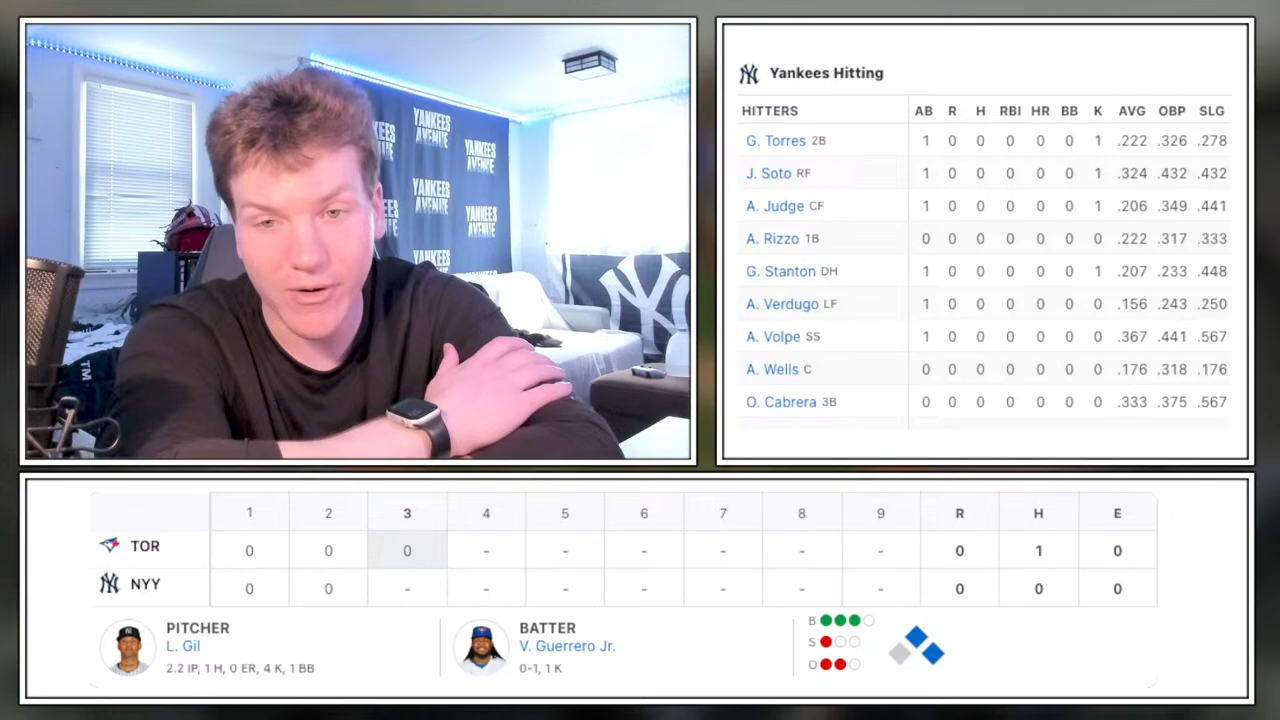 YANKEES
AVENUE
YANKEES
AVENUE
YANKEES
AVENUE
YANKEES
AVENUE
YANKEES
TM
Yankees Hitting
HITTERS AB R H RBI HR BB K AVG OBP SLG
G. Torres 2B 1 0 0 0 0 0 1 .222 .326 .278
J. Soto RF 1 0 0 0 0 0 1 .324 .432 .432
A. Judge CF 1 0 0 0 0 0 1 .206 .349 .441
A. Rizzo 1B 0 0 0 0 0 0 0 .222 .317 .333
G. Stanton DH 1 0 0 0 0 0 1 .207 .233 .448
A. Verdugo LF 1 0 0 0 0 0 0 .156 .243 .250
A. Volpe SS 1 0 0 0 0 0 0 .367 .441 .567
A. Wells C 0 0 0 0 0 0 0 .176 .318 .176
O. Cabrera 3B 0 0 0 0 0 0 0 .333 .375 .567
1 2 3 4 5 6 7 8 9 R H E
TOR 0 0 0 - - - - - - 0 1 0
NYY 0 0 - - - - - - - 0 0 0
PITCHER
L. Gil
2.2 IP, 1 H, 0 ER, 4 K, 1 BB
BATTER
V. Guerrero Jr.
0-1, 1 K
B
S
O